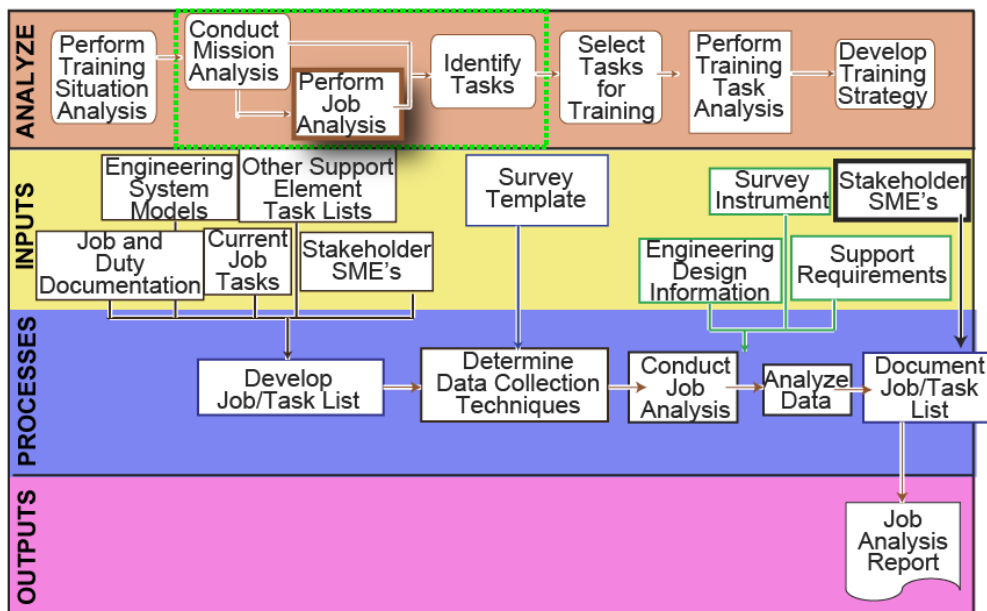 ANALYZE
Perform
Training
Situation
Analysis
Conduct
Mission
Analysis
Perform
Job
Analysis
Identify
Tasks
Select
Tasks
for
Training
Perform
Training
Task
Analysis
Develop
Training
Strategy
INPUTS
Engineering
System
Models
Other Support
Element
Task Lists
Survey
Template
Survey
Instrument
Stakeholder
SME's
Job and
Duty
Documentation
Current
Job
Tasks
Stakeholder
SME's
Engineering
Design
Information
Support
Requirements
PROCESSES
Develop
Job/Task List
Determine
Data Collection
Techniques
Conduct
Job
Analysis
Analyze
Data
Document
Job/Task
List
OUTPUTS
Job
Analysis
Report